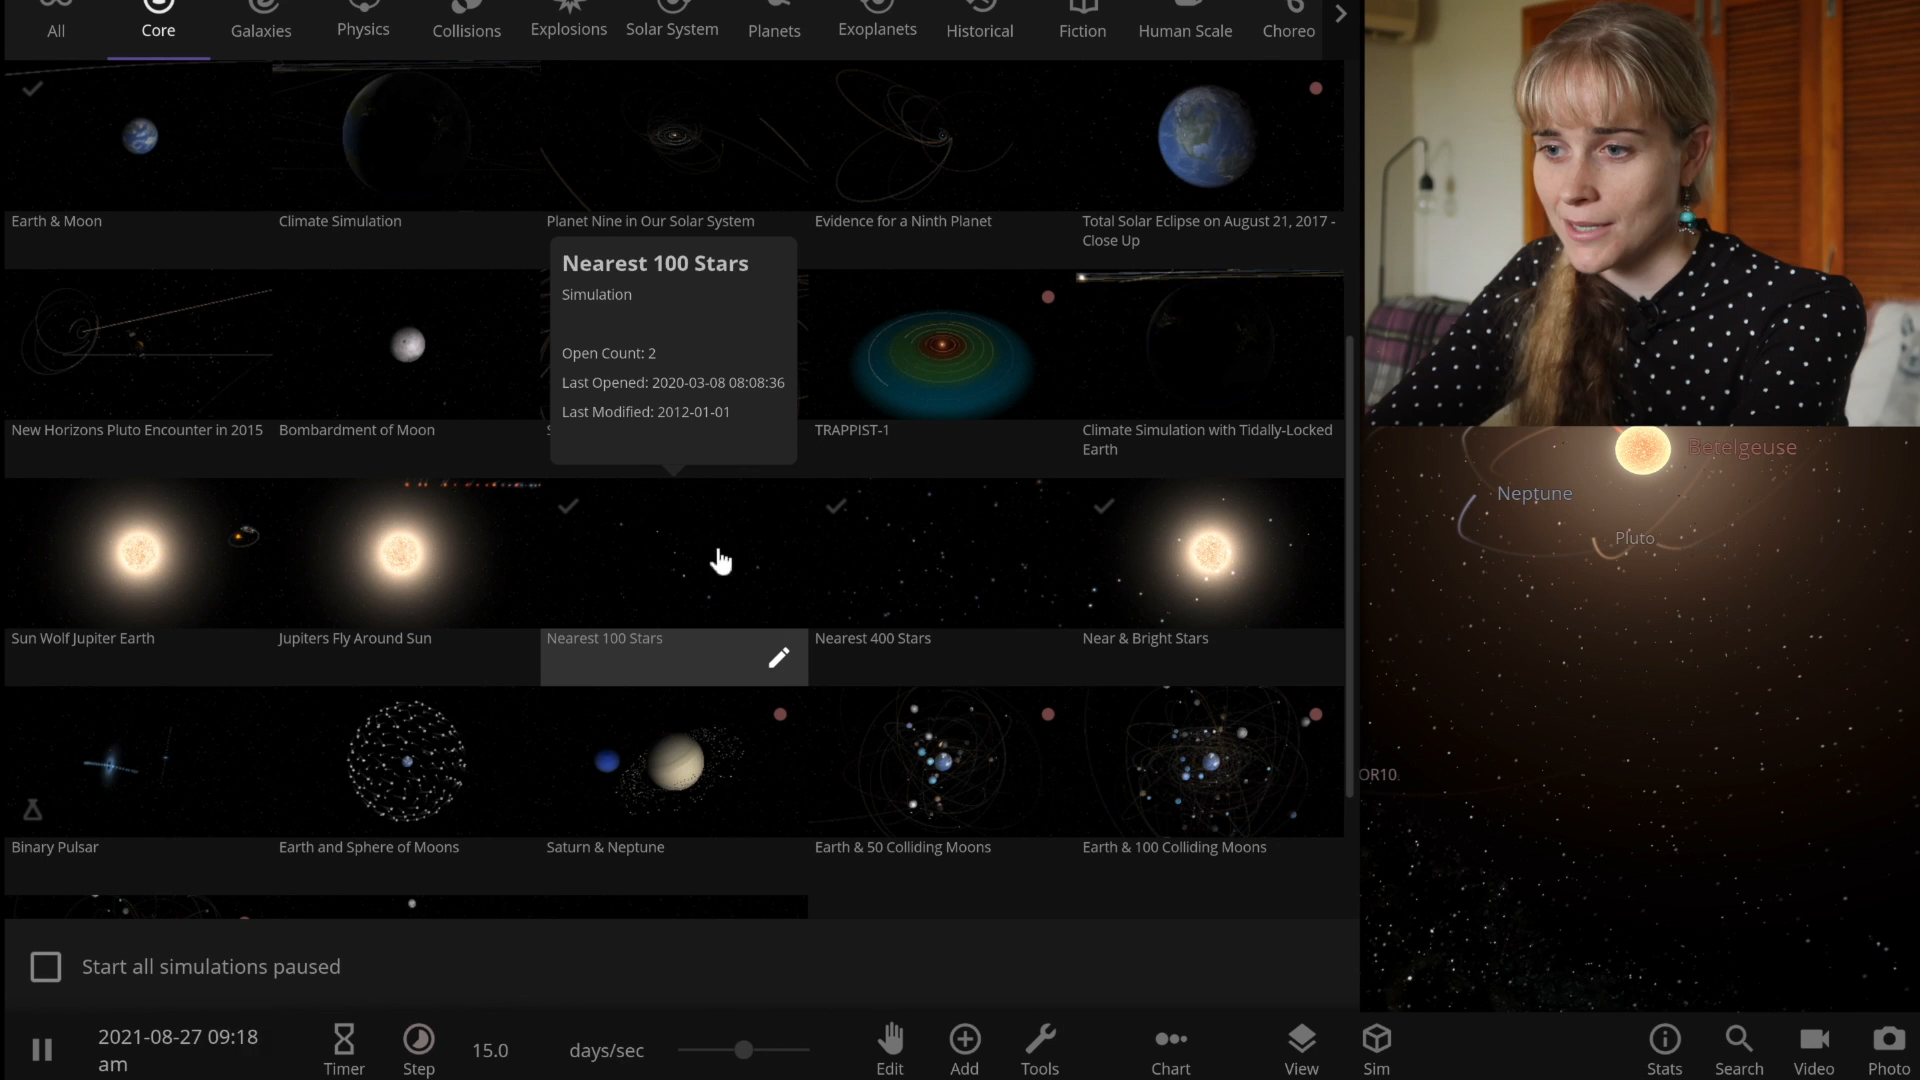 All
Core
Galaxies
Physics
Collisions
Explosions
Solar System
Planets
Exoplanets
Historical
Fiction
Human Scale
Choreo
Earth & Moon
Climate Simulation
Planet Nine in Our Solar System
Evidence for a Ninth Planet
Total Solar Eclipse on August 21, 2017 -
Close Up
Nearest 100 Stars
Simulation
Open Count: 2
Last Opened: 2020-03-08 08:08:36
Last Modified: 2012-01-01
New Horizons Pluto Encounter in 2015
Bombardment of Moon
TRAPPIST-1
Climate Simulation with Tidally-Locked
Earth
Betelgeuse
Neptune
Pluto
Sun Wolf Jupiter Earth
Jupiters Fly Around Sun
Nearest 100 Stars
Nearest 400 Stars
Near & Bright Stars
OR10.
Binary Pulsar
Earth and Sphere of Moons
Saturn & Neptune
Earth & 50 Colliding Moons
Earth & 100 Colliding Moons
Start all simulations paused
2021-08-27 09:18
am
Timer
Step
15.0
days/sec
Edit
Add
Tools
Chart
View
Sim
Stats
Search
Video
Photo